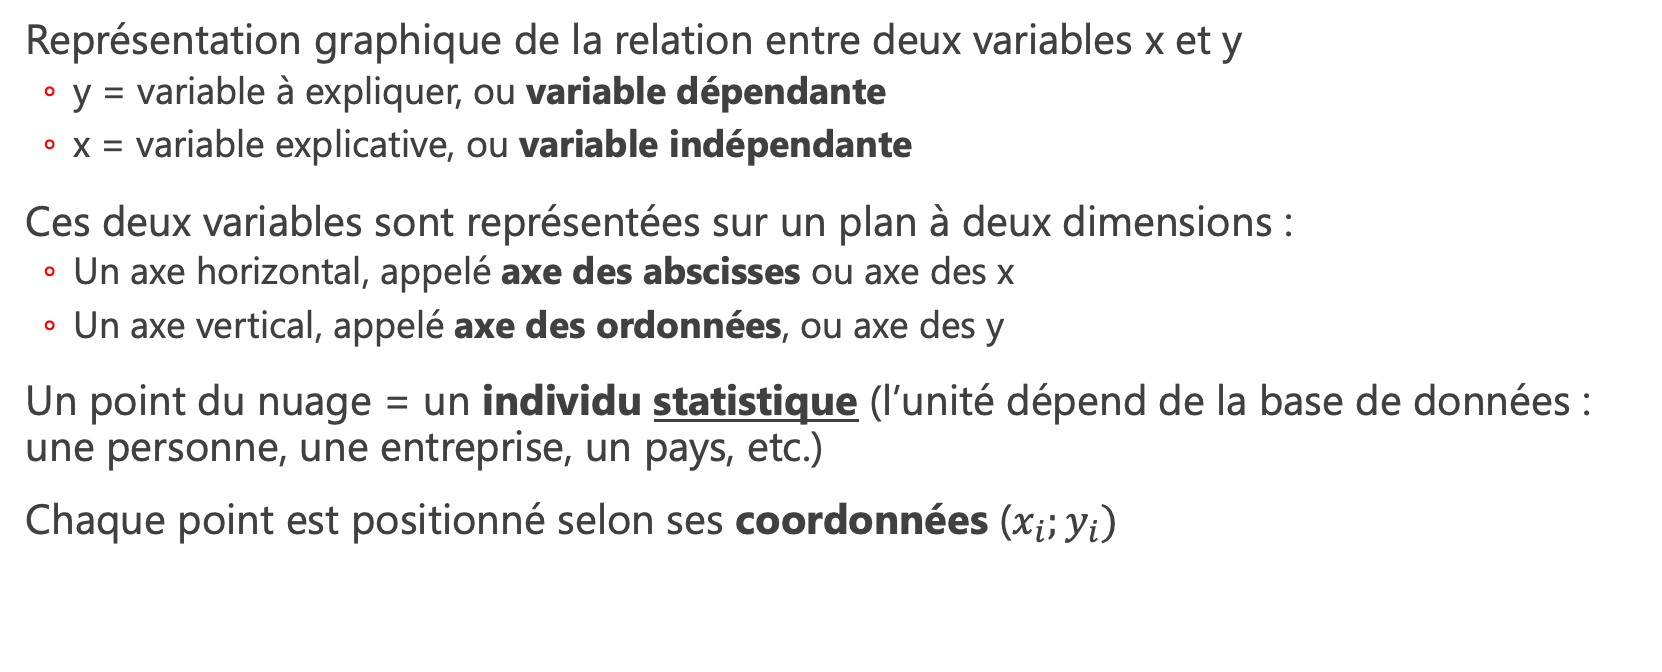 Représentation graphique de la relation entre deux variables x et y
° y = variable à expliquer, ou variable dépendante
° x = variable explicative, ou variable indépendante
Ces deux variables sont représentées sur un plan à deux dimensions :
° Un axe horizontal, appelé axe des abscisses ou axe des x
° Un axe vertical, appelé axe des ordonnées, ou axe des y
Un point du nuage = un individu statistique (l’unité dépend de la base de données :
une personne, une entreprise, un pays, etc.)
Chaque point est positionné selon ses coordonnées (xᵢ; yᵢ)